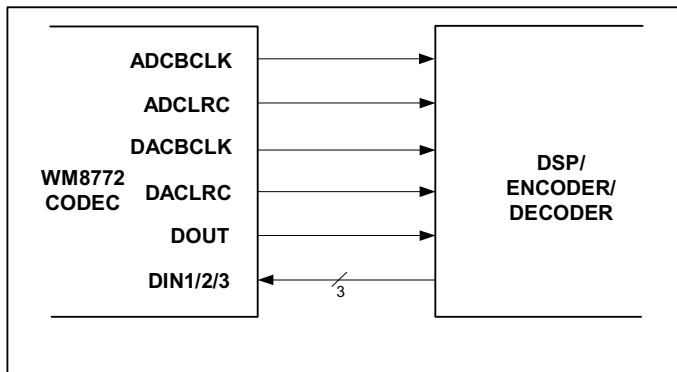 ADCBCLK
ADCLRC
DACBCLK
WM8772
CODEC
DACLRC
DOUT
DIN1/2/3
3
DSP/
ENCODER/
DECODER